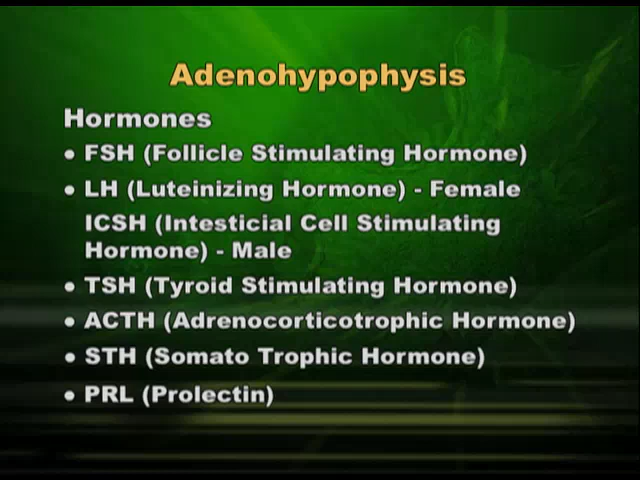 Adenohypophysis
Hormones
• FSH (Follicle Stimulating Hormone)
• LH (Luteinizing Hormone) - Female
ICSH (Intesticial Cell Stimulating
Hormone) - Male
• TSH (Tyroid Stimulating Hormone)
• ACTH (Adrenocorticotrophic Hormone)
• STH (Somato Trophic Hormone)
• PRL (Prolectin)